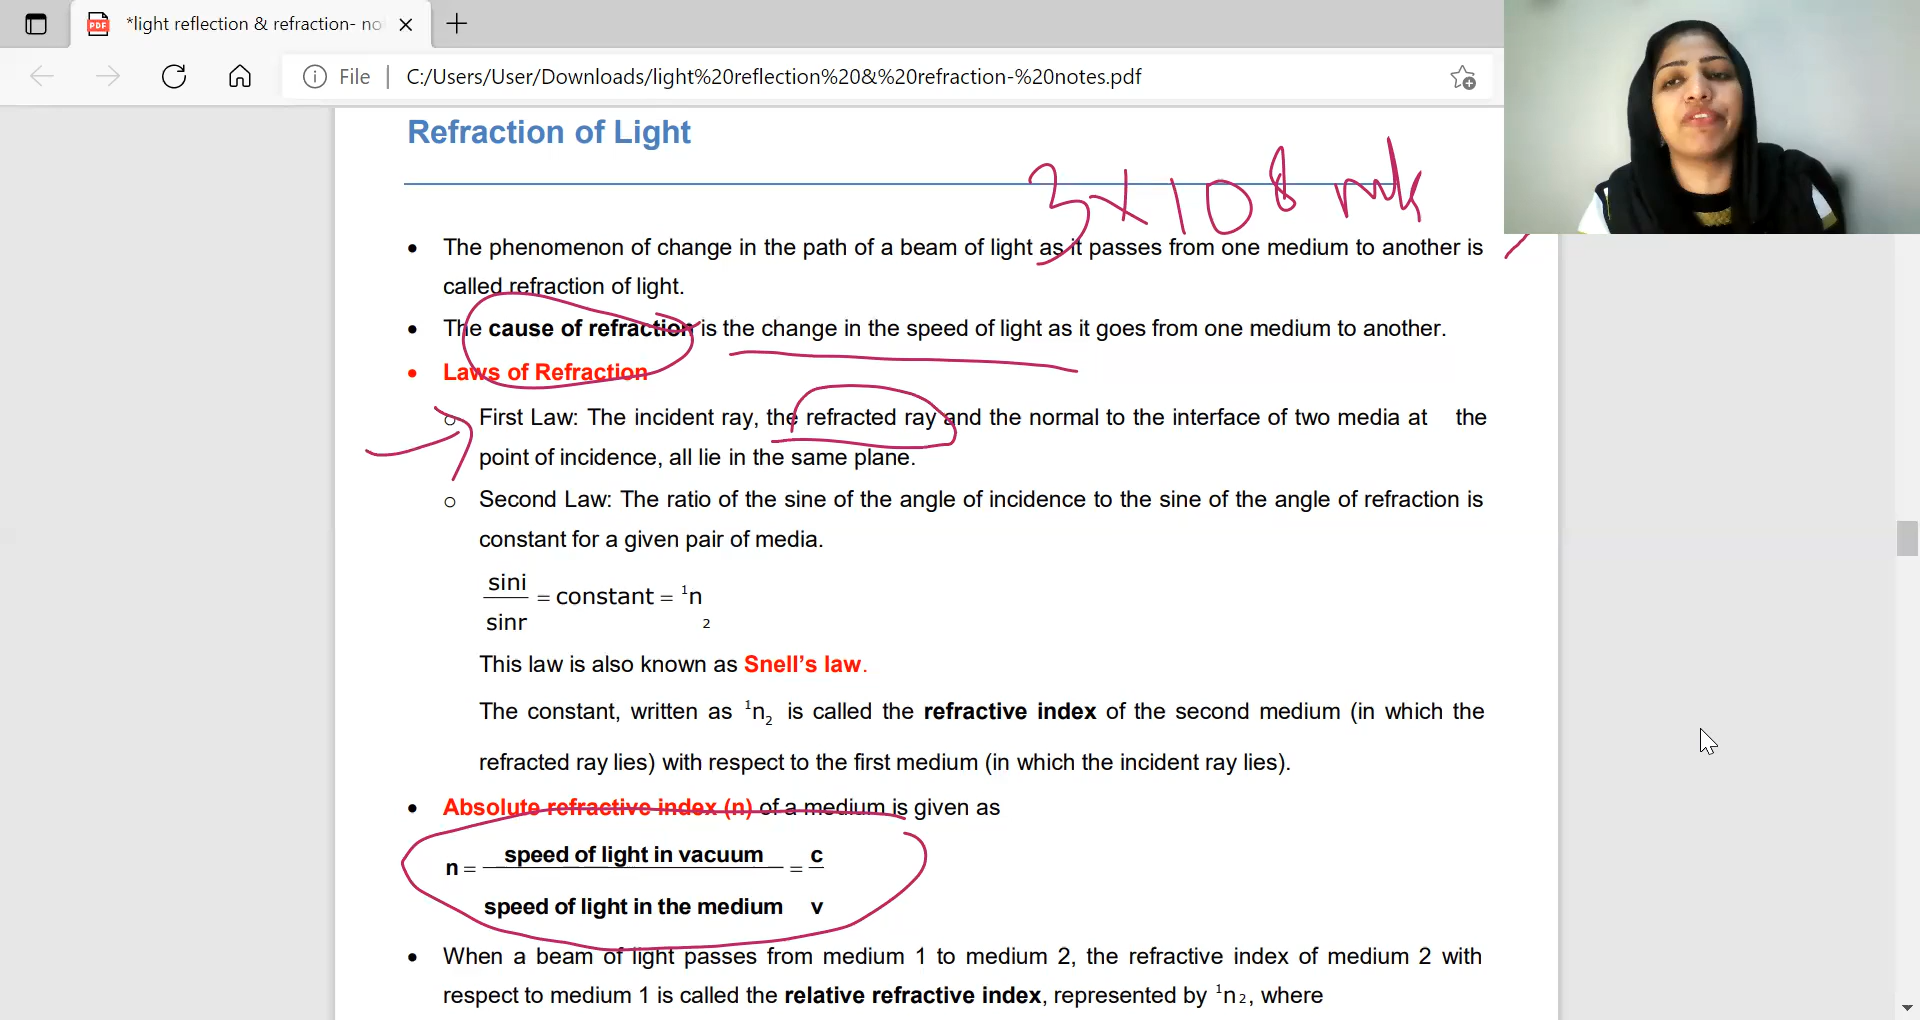 *light reflection & refraction- no
File | C:/Users/User/Downloads/light%20reflection%20&%20refraction-%20notes.pdf
Refraction of Light
3×10⁸ m/s
• The phenomenon of change in the path of a beam of light as it passes from one medium to another is
called refraction of light.
• The cause of refraction is the change in the speed of light as it goes from one medium to another.
• Laws of Refraction
o First Law: The incident ray, the refracted ray and the normal to the interface of two media at the
point of incidence, all lie in the same plane.
o Second Law: The ratio of the sine of the angle of incidence to the sine of the angle of refraction is
constant for a given pair of media.
sini
= constant = ¹n
sinr 2
This law is also known as Snell's law.
The constant, written as ¹n₂ is called the refractive index of the second medium (in which the
refracted ray lies) with respect to the first medium (in which the incident ray lies).
• Absolute refractive index (n) of a medium is given as
speed of light in vacuum c
n = =
speed of light in the medium v
• When a beam of light passes from medium 1 to medium 2, the refractive index of medium 2 with
respect to medium 1 is called the relative refractive index, represented by ¹n₂, where